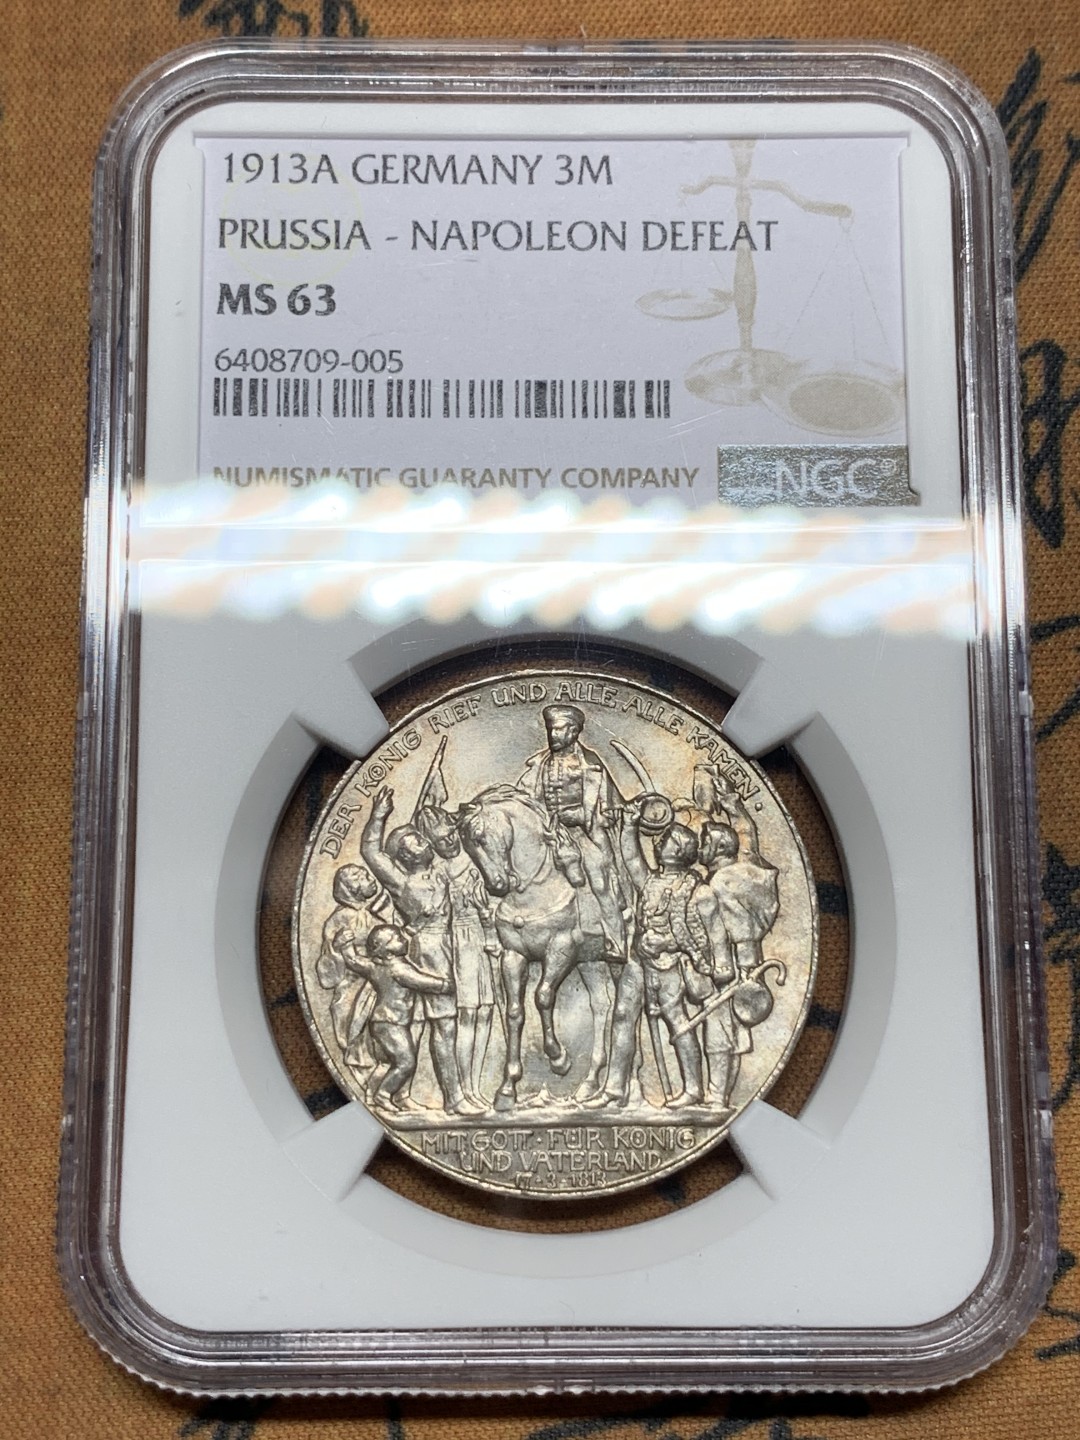 1913A GERMANY 3M
PRUSSIA - NAPOLEON DEFEAT
MS 63
6408709-005
NUMISMATIC GUARANTY COMPANY
NGC®
DER KÖNIG RIEF UND ALLE, ALLE KAMEN.
MIT GOTT · FÜR KÖNIG
UND VATERLAND
17·3·1813